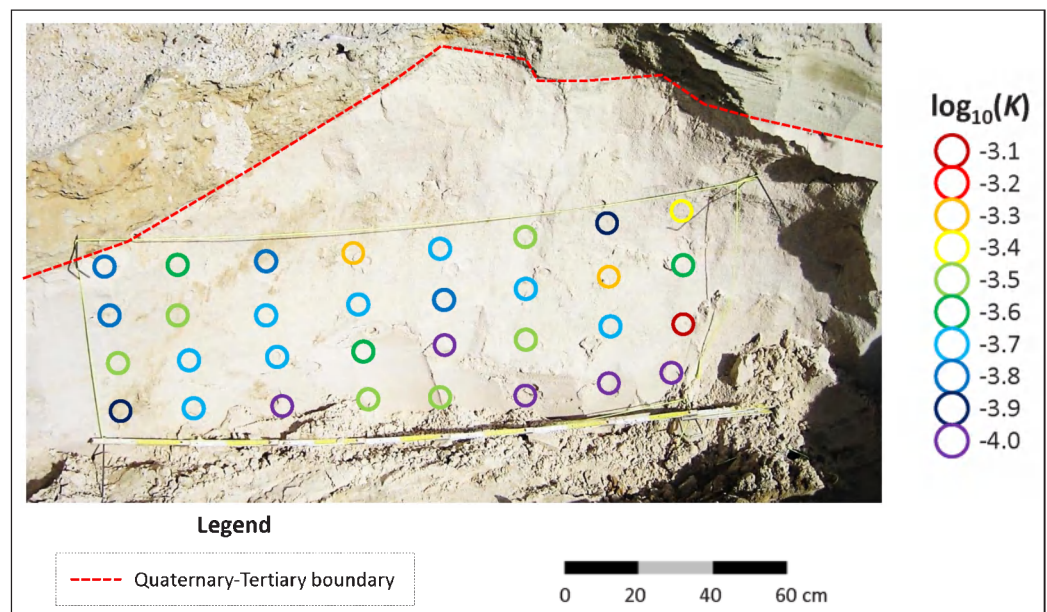 log₁₀(K)
-3.1
-3.2
-3.3
-3.4
-3.5
-3.6
-3.7
-3.8
-3.9
-4.0
Legend
Quaternary-Tertiary boundary
0 20 40 60 cm